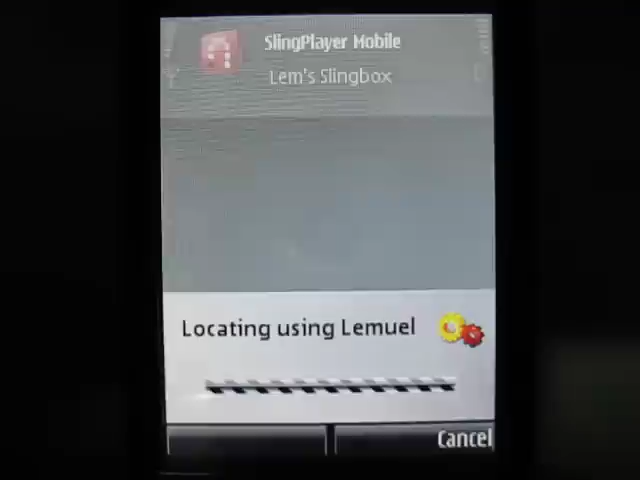 SlingPlayer Mobile
Lem's Slingbox
Locating using Lemuel
Cancel